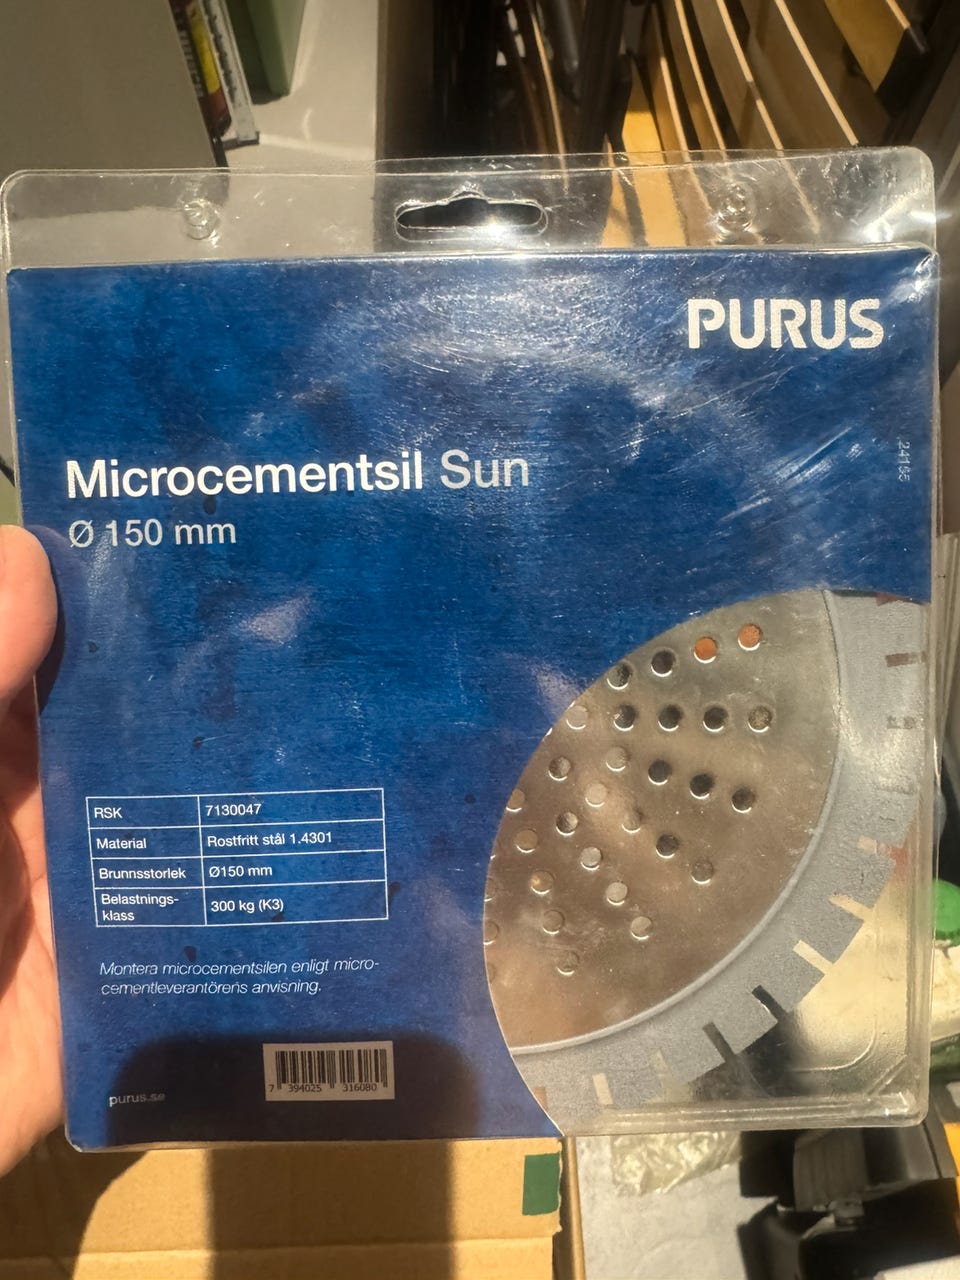 PURUS
24155
Microcementsil Sun
Ø 150 mm
RSK 7130047
Material Rostfritt stål 1.4301
Brunnsstorlek Ø150 mm
Belastnings-
klass 300 kg (K3)
Montera microcementsilen enligt micro-
cementleverantörens anvisning.
7 394025 316080
purus.se